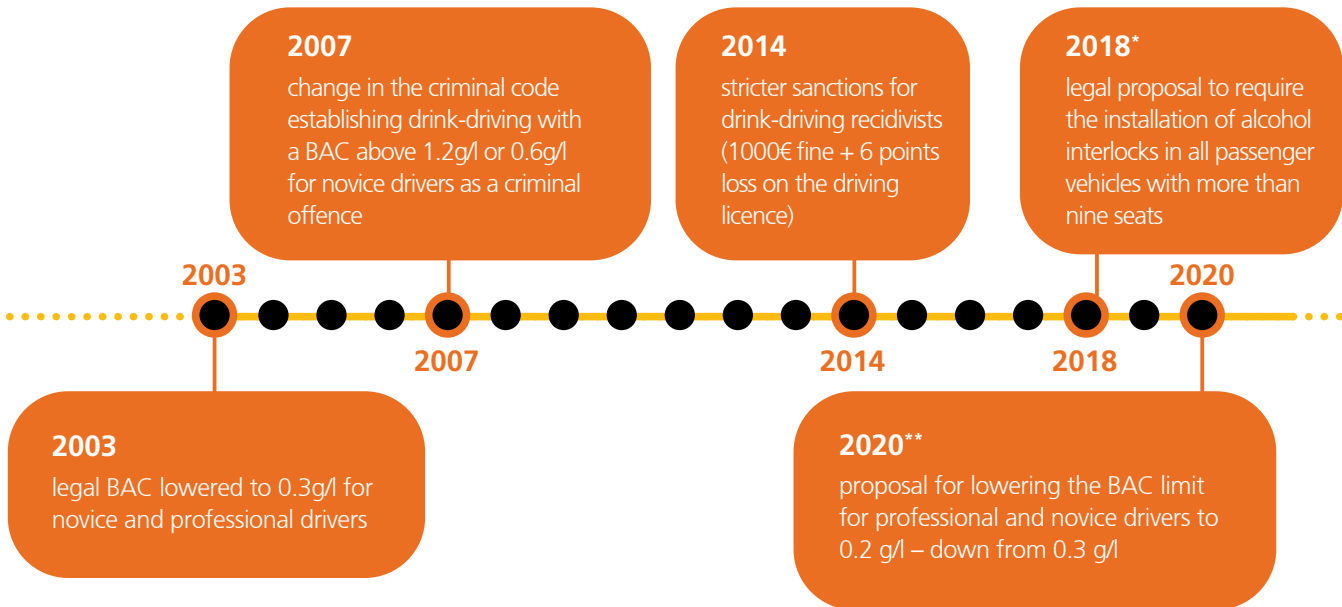 2007
change in the criminal code
establishing drink-driving with
a BAC above 1.2g/l or 0.6g/l
for novice drivers as a criminal
offence
2014
stricter sanctions for
drink-driving recidivists
(1000€ fine + 6 points
loss on the driving
licence)
2018*
legal proposal to require
the installation of alcohol
interlocks in all passenger
vehicles with more than
nine seats
2003
2020
2007
2014
2018
2003
legal BAC lowered to 0.3g/l for
novice and professional drivers
2020**
proposal for lowering the BAC limit
for professional and novice drivers to
0.2 g/l – down from 0.3 g/l